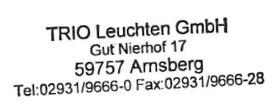 TRIO Leuchten GmbH
Gut Nierhof 17
59757 Arnsberg
Tel:02931/9666-0 Fax:02931/9666-28